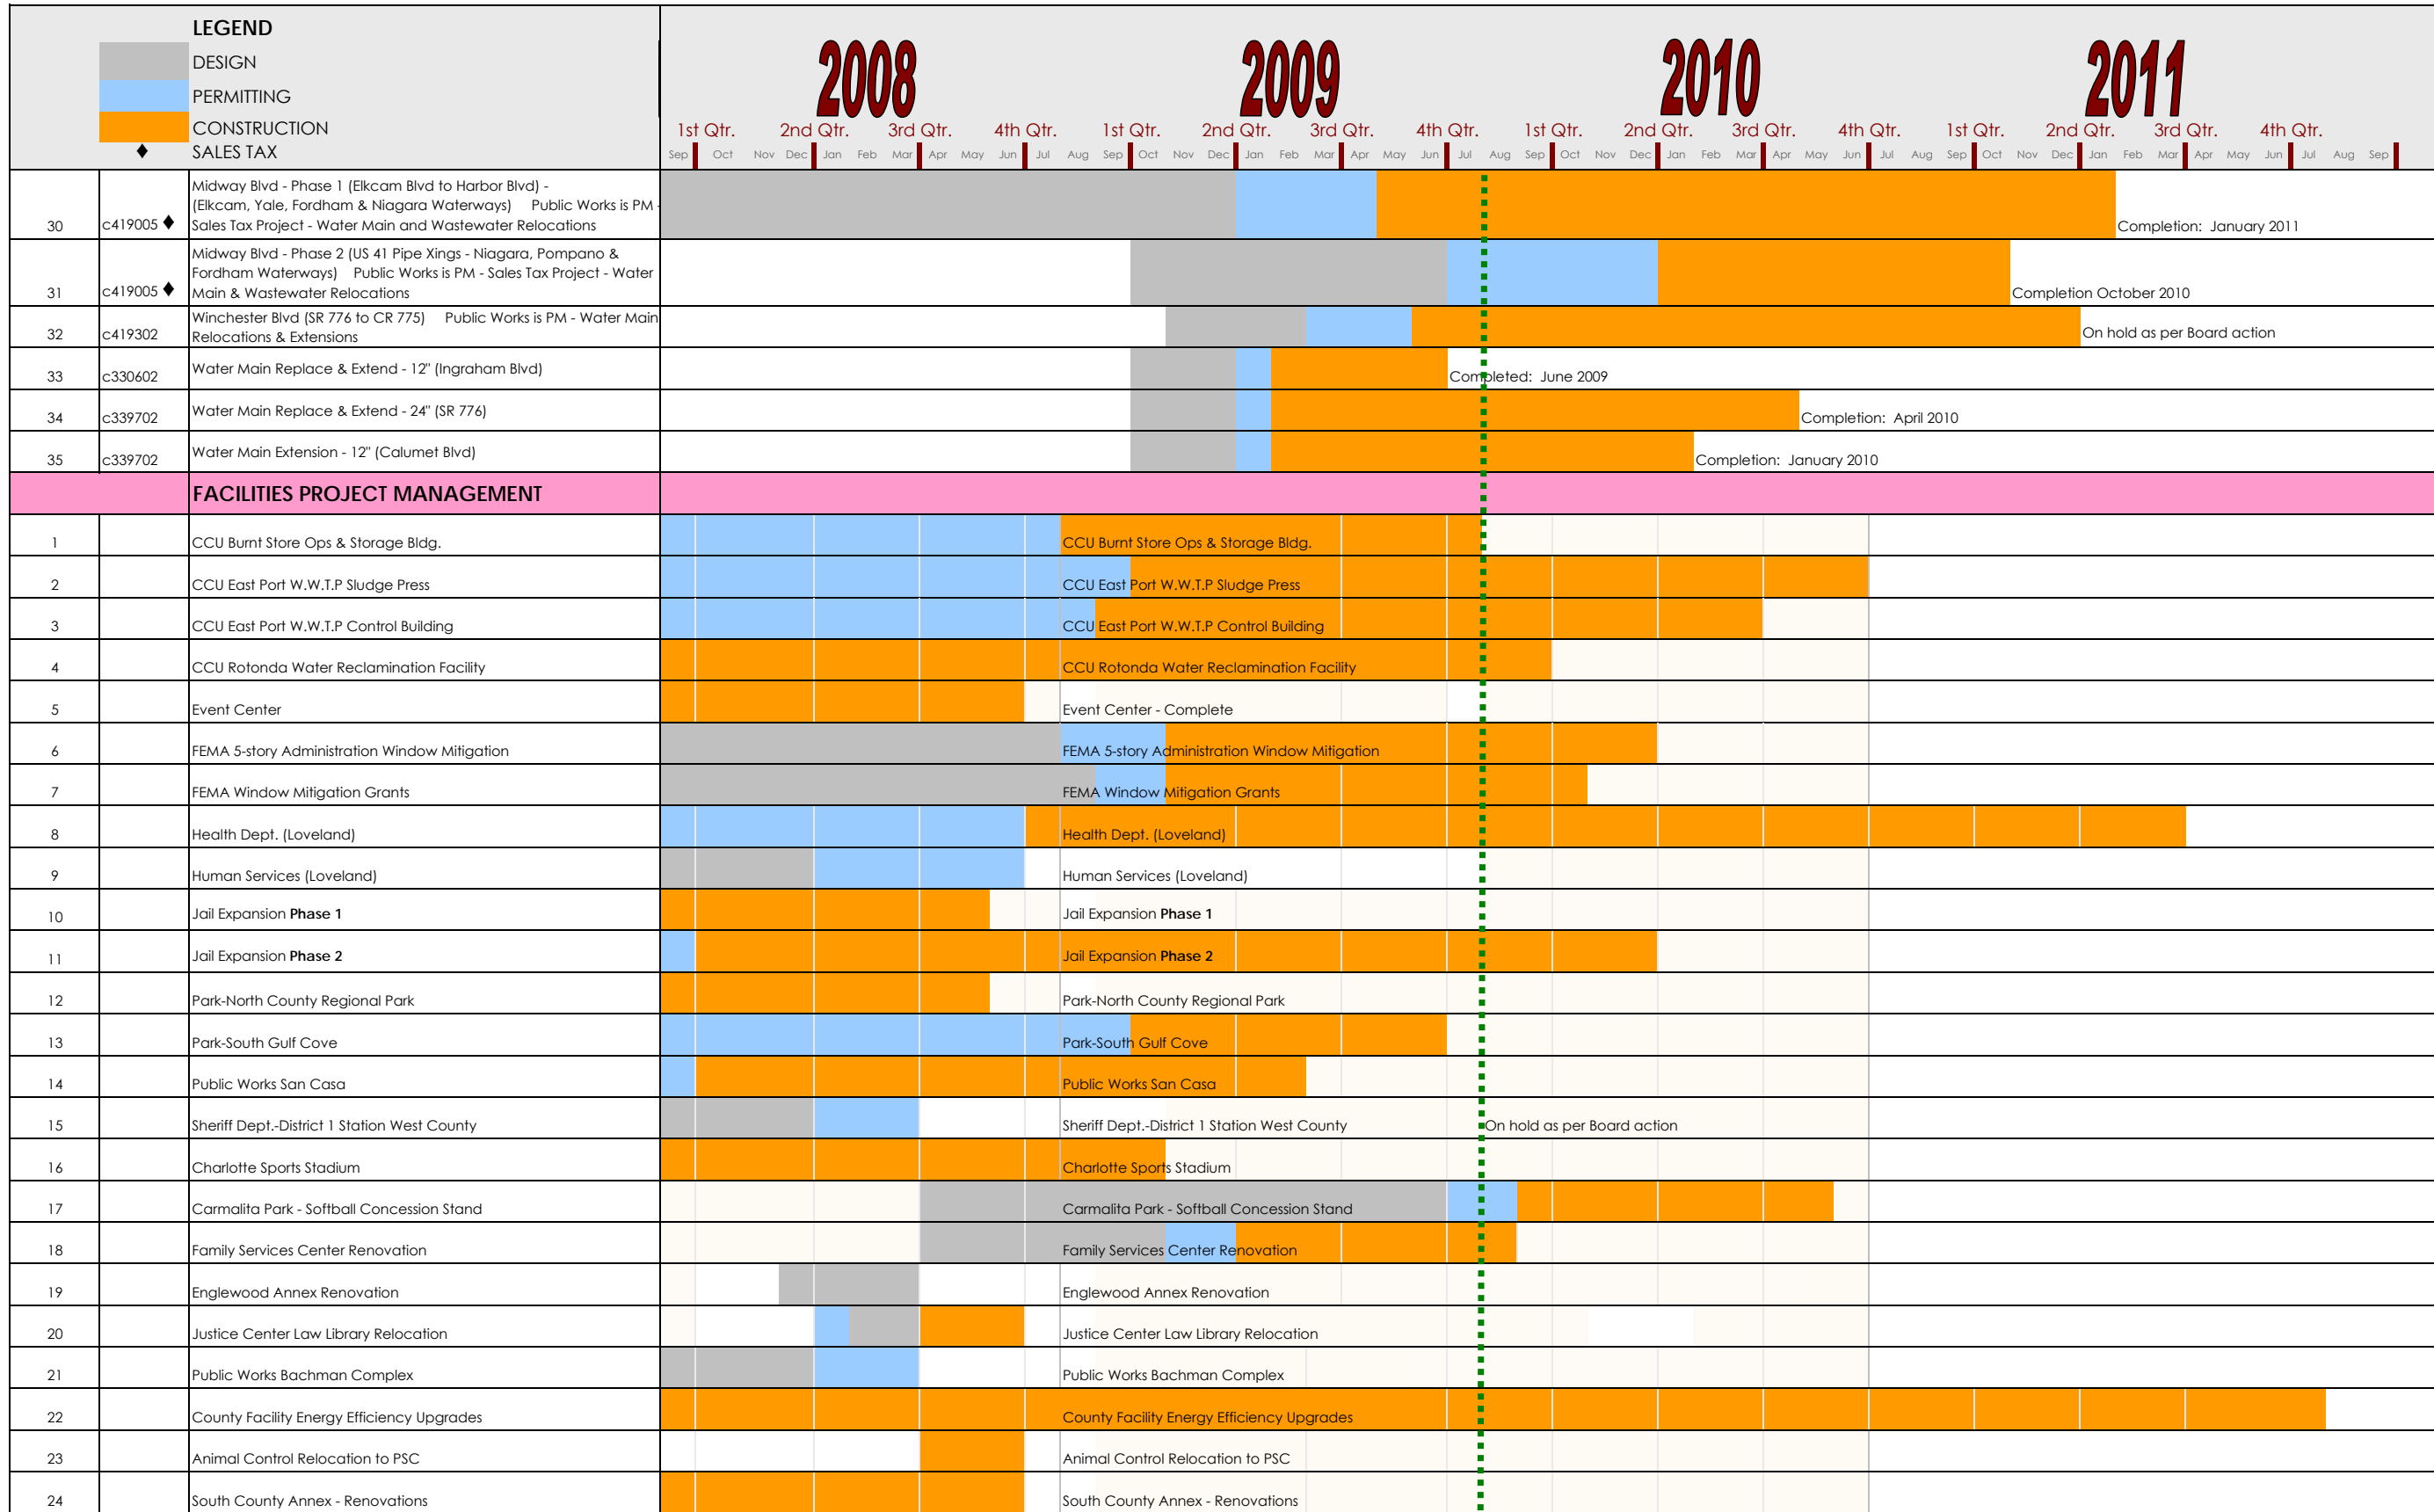 LEGEND
DESIGN
PERMITTING
CONSTRUCTION
♦ SALES TAX
2008 2009 2010 2011
1st Qtr. 2nd Qtr. 3rd Qtr. 4th Qtr. 1st Qtr. 2nd Qtr. 3rd Qtr. 4th Qtr. 1st Qtr. 2nd Qtr. 3rd Qtr. 4th Qtr. 1st Qtr. 2nd Qtr. 3rd Qtr. 4th Qtr.
Sep Oct Nov Dec Jan Feb Mar Apr May Jun Jul Aug Sep Oct Nov Dec Jan Feb Mar Apr May Jun Jul Aug Sep Oct Nov Dec Jan Feb Mar Apr May Jun Jul Aug Sep Oct Nov Dec Jan Feb Mar Apr May Jun Jul Aug Sep
Midway Blvd - Phase 1 (Elkcam Blvd to Harbor Blvd) -
(Elkcam, Yale, Fordham & Niagara Waterways) Public Works is PM -
30 c419005 ♦ Sales Tax Project - Water Main and Wastewater Relocations Completion: January 2011
Midway Blvd - Phase 2 (US 41 Pipe Xings - Niagara, Pompano &
Fordham Waterways) Public Works is PM - Sales Tax Project - Water
31 c419005 ♦ Main & Wastewater Relocations Completion October 2010
Winchester Blvd (SR 776 to CR 775) Public Works is PM - Water Main
32 c419302 Relocations & Extensions On hold as per Board action
33 c330602 Water Main Replace & Extend - 12" (Ingraham Blvd) Completed: June 2009
34 c339702 Water Main Replace & Extend - 24" (SR 776) Completion: April 2010
35 c339702 Water Main Extension - 12" (Calumet Blvd) Completion: January 2010
FACILITIES PROJECT MANAGEMENT
1 CCU Burnt Store Ops & Storage Bldg. CCU Burnt Store Ops & Storage Bldg.
2 CCU East Port W.W.T.P Sludge Press CCU East Port W.W.T.P Sludge Press
3 CCU East Port W.W.T.P Control Building CCU East Port W.W.T.P Control Building
4 CCU Rotonda Water Reclamation Facility CCU Rotonda Water Reclamation Facility
5 Event Center Event Center - Complete
6 FEMA 5-story Administration Window Mitigation FEMA 5-story Administration Window Mitigation
7 FEMA Window Mitigation Grants FEMA Window Mitigation Grants
8 Health Dept. (Loveland) Health Dept. (Loveland)
9 Human Services (Loveland) Human Services (Loveland)
10 Jail Expansion Phase 1 Jail Expansion Phase 1
11 Jail Expansion Phase 2 Jail Expansion Phase 2
12 Park-North County Regional Park Park-North County Regional Park
13 Park-South Gulf Cove Park-South Gulf Cove
14 Public Works San Casa Public Works San Casa
15 Sheriff Dept.-District 1 Station West County Sheriff Dept.-District 1 Station West County On hold as per Board action
16 Charlotte Sports Stadium Charlotte Sports Stadium
17 Carmalita Park - Softball Concession Stand Carmalita Park - Softball Concession Stand
18 Family Services Center Renovation Family Services Center Renovation
19 Englewood Annex Renovation Englewood Annex Renovation
20 Justice Center Law Library Relocation Justice Center Law Library Relocation
21 Public Works Bachman Complex Public Works Bachman Complex
22 County Facility Energy Efficiency Upgrades County Facility Energy Efficiency Upgrades
23 Animal Control Relocation to PSC Animal Control Relocation to PSC
24 South County Annex - Renovations South County Annex - Renovations